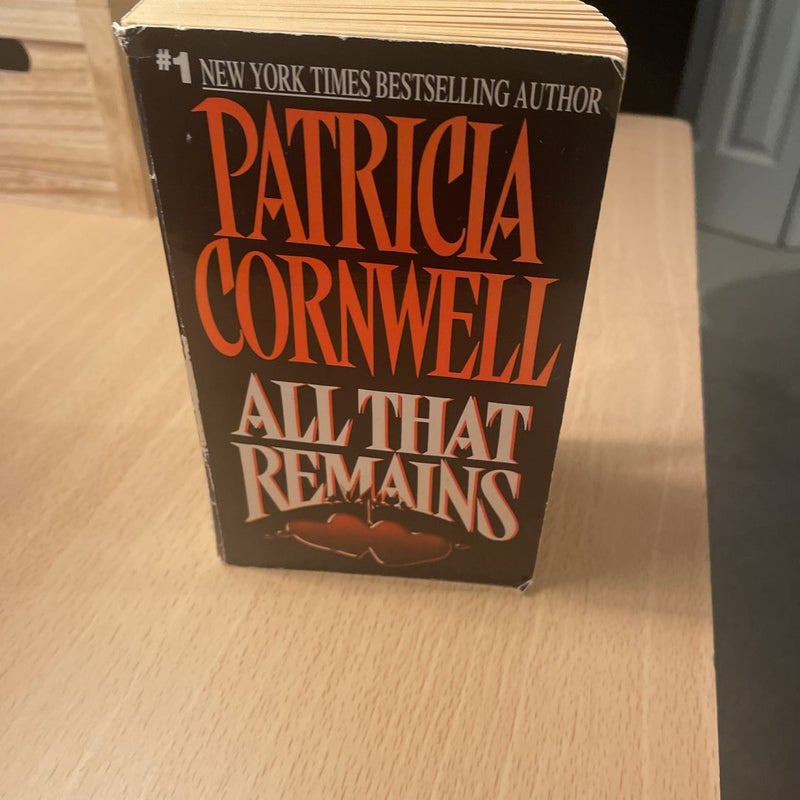 #1 NEW YORK TIMES BESTSELLING AUTHOR
PATRICIA
CORNWELL
ALL THAT
REMAINS